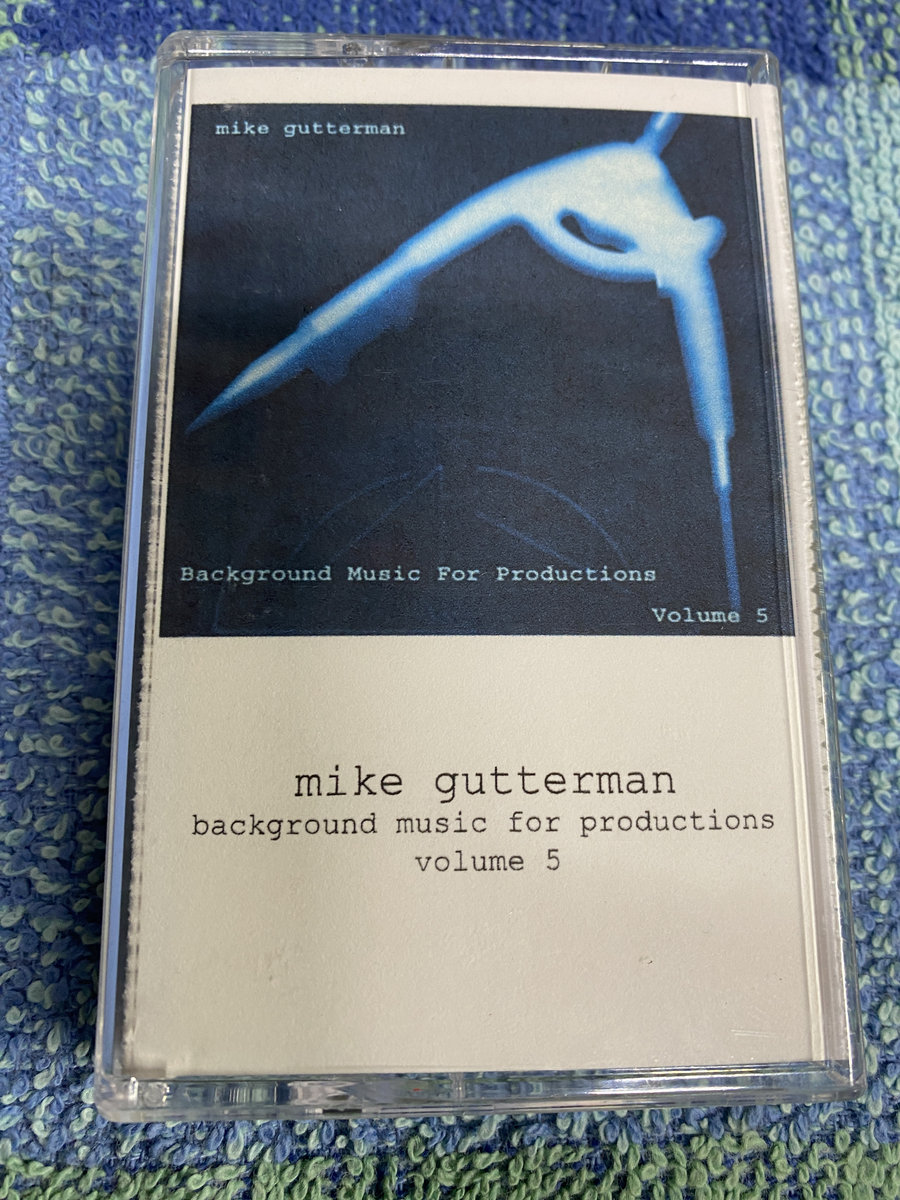 mike gutterman
Background Music For Productions
Volume 5
mike gutterman
background music for productions
volume 5